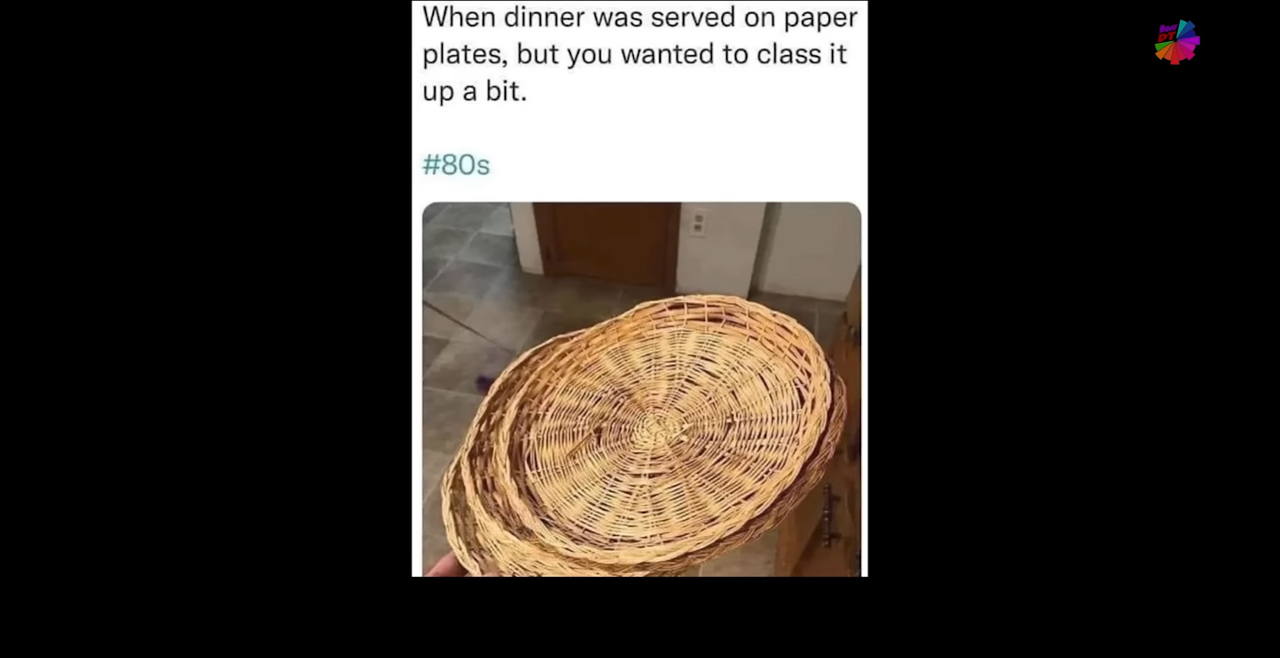 When dinner was served on paper
plates, but you wanted to class it
up a bit.
#80s